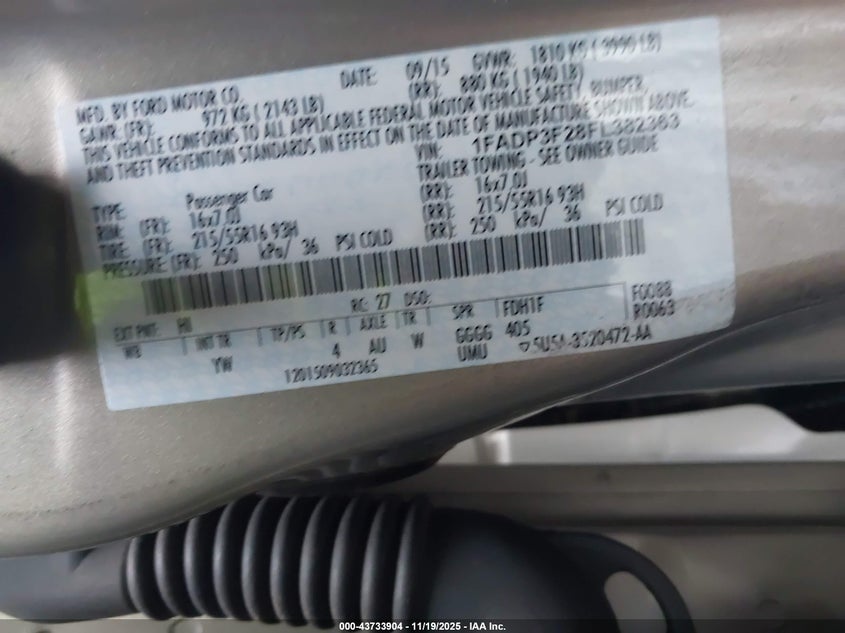 MFD. BY FORD MOTOR CO. DATE: 09/15 GVWR: 1810 KG ( 3990 LB)
GAWR: (FR): 972 KG ( 2143 LB) (RR): 880 KG ( 1940 LB)
THIS VEHICLE CONFORMS TO ALL APPLICABLE FEDERAL MOTOR VEHICLE SAFETY, BUMPER,
AND THEFT PREVENTION STANDARDS IN EFFECT ON THE DATE OF MANUFACTURE SHOWN ABOVE.
VIN: 1FADP3F28FL382363
TYPE: Passenger Car TRAILER TOWING - SEE OWNER GUIDE
RIM: (FR): 16x7.0J (RR): 16x7.0J
TIRE: (FR): 215/55R16 93H (RR): 215/55R16 93H
PRESSURE: (FR): 250 kPa/ 36 PSI COLD (RR): 250 kPa/ 36 PSI COLD
RC: 27 DSO:
EXT PNT: HI FDH1F F0088
WB INT TR TP/PS R AXLE TR SPR R0063
YW 4 AU W GGGG 405
UMU 5U5A-3520472-AA
1201509032365
000-43733904 - 11/19/2025 - IAA Inc.